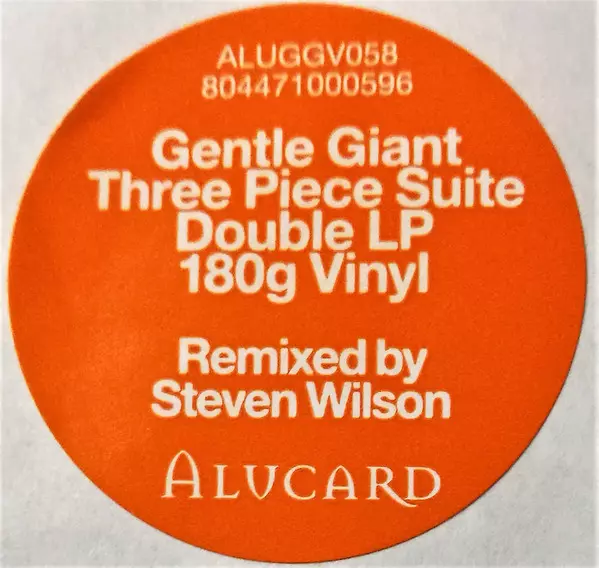 ALUGGV058
804471000596
Gentle Giant
Three Piece Suite
Double LP
180g Vinyl
Remixed by
Steven Wilson
ALUCARD